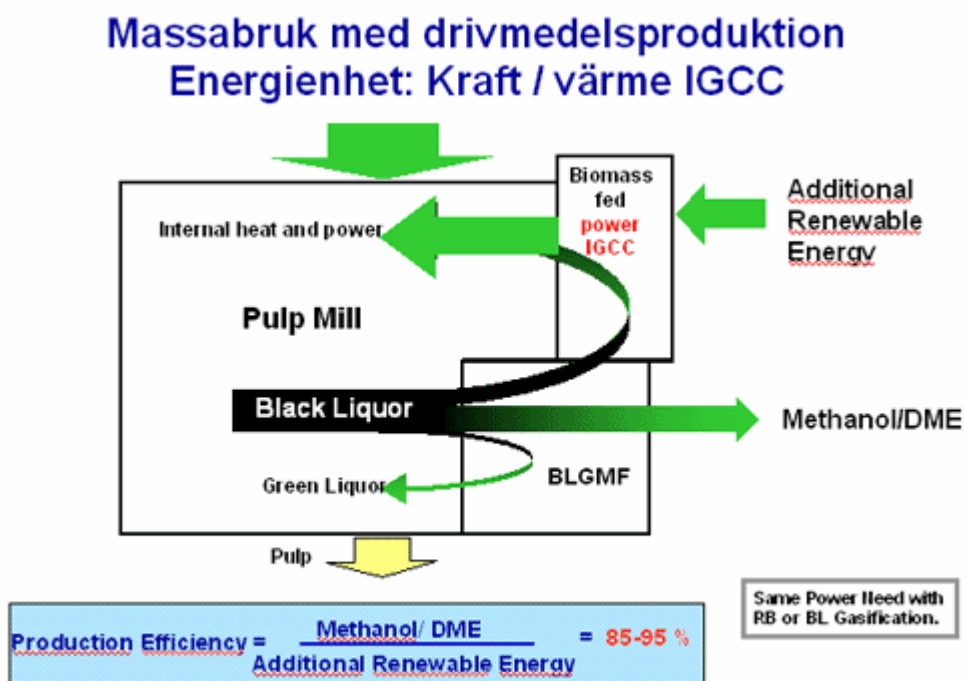 Massabruk med drivmedelsproduktion
Energienhet: Kraft / värme IGCC
Biomass
fed
power
IGCC
Additional
Renewable
Energy
Internal heat and power
Pulp Mill
Black Liquor
Methanol/DME
Green Liquor
BLGMF
Pulp
Same Power Need with
RB or BL Gasification.
Production Efficiency = Methanol/ DME = 85-95 %
Additional Renewable Energy